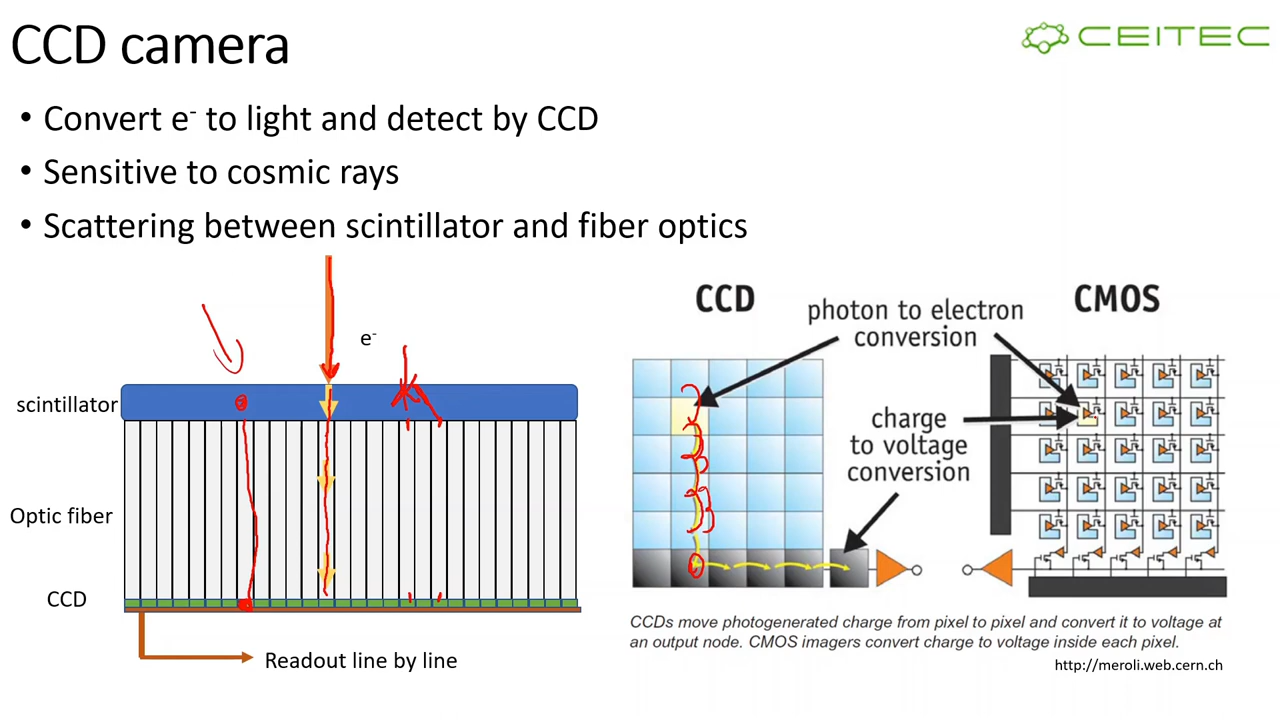 CCD camera
CEITEC
• Convert e- to light and detect by CCD
• Sensitive to cosmic rays
• Scattering between scintillator and fiber optics
e-
scintillator
Optic fiber
CCD
Readout line by line
CCD
photon to electron
conversion
CMOS
charge
to voltage
conversion
CCDs move photogenerated charge from pixel to pixel and convert it to voltage at
an output node. CMOS imagers convert charge to voltage inside each pixel.
http://meroli.web.cern.ch